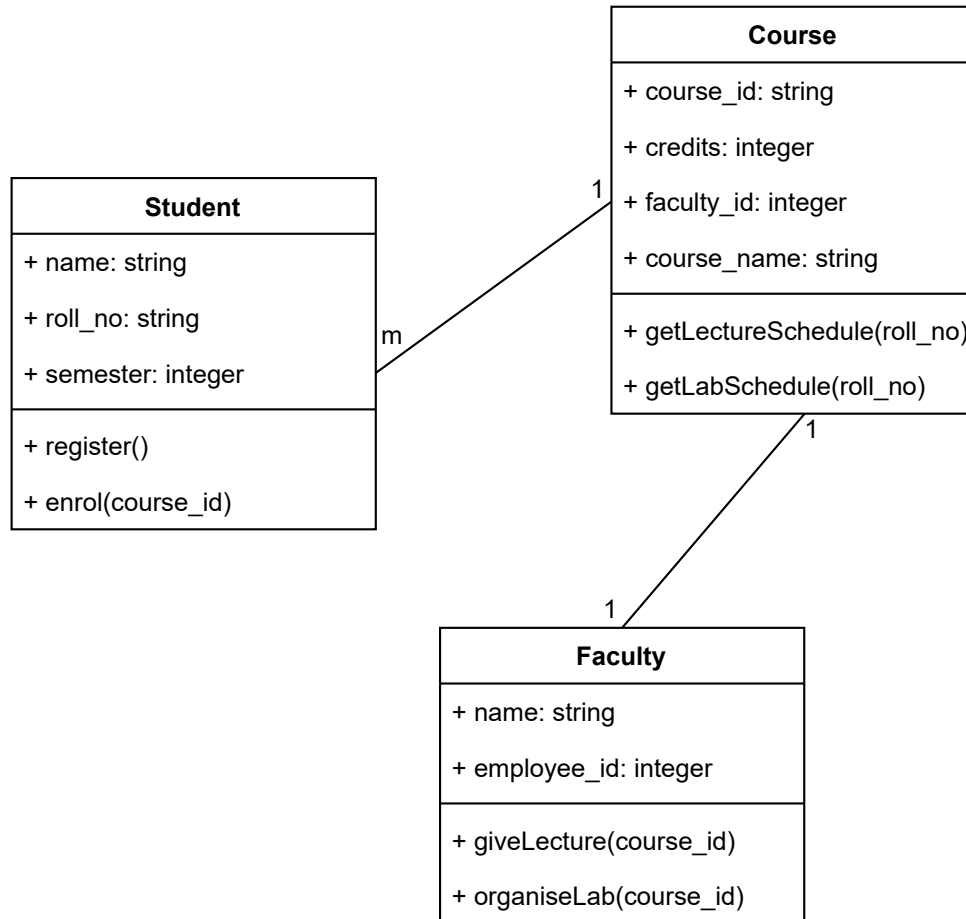 Course
+ course_id: string
+ credits: integer
+ faculty_id: integer
+ course_name: string
+ getLectureSchedule(roll_no)
+ getLabSchedule(roll_no)
1
Student
+ name: string
+ roll_no: string
+ semester: integer
+ register()
+ enrol(course_id)
m
1
1
Faculty
+ name: string
+ employee_id: integer
+ giveLecture(course_id)
+ organiseLab(course_id)